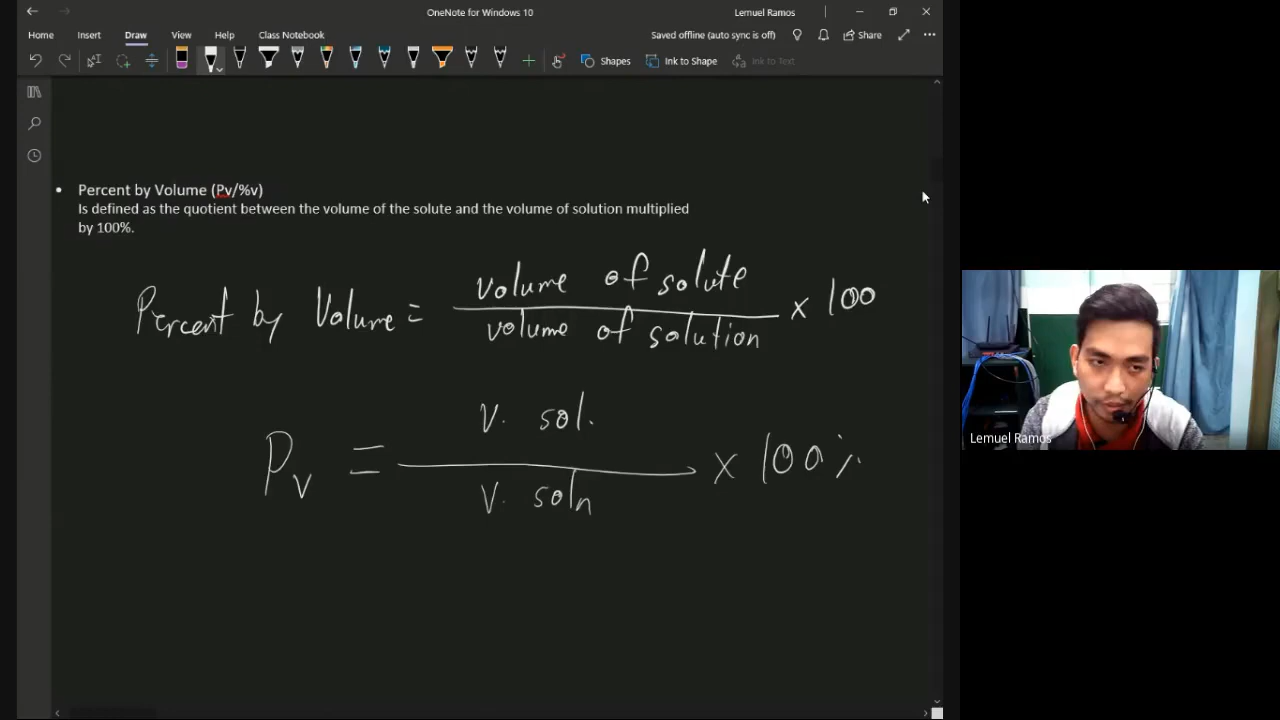 OneNote for Windows 10
Lemuel Ramos
Home Insert Draw View Help Class Notebook
Saved offline (auto sync is off) Share
Shapes Ink to Shape Ink to Text
• Percent by Volume (Pv/%v)
Is defined as the quotient between the volume of the solute and the volume of solution multiplied
by 100%.
Percent by Volume = volume of solute / volume of solution x 100
Pv = v. sol. / v. soln x 100%
Lemuel Ramos